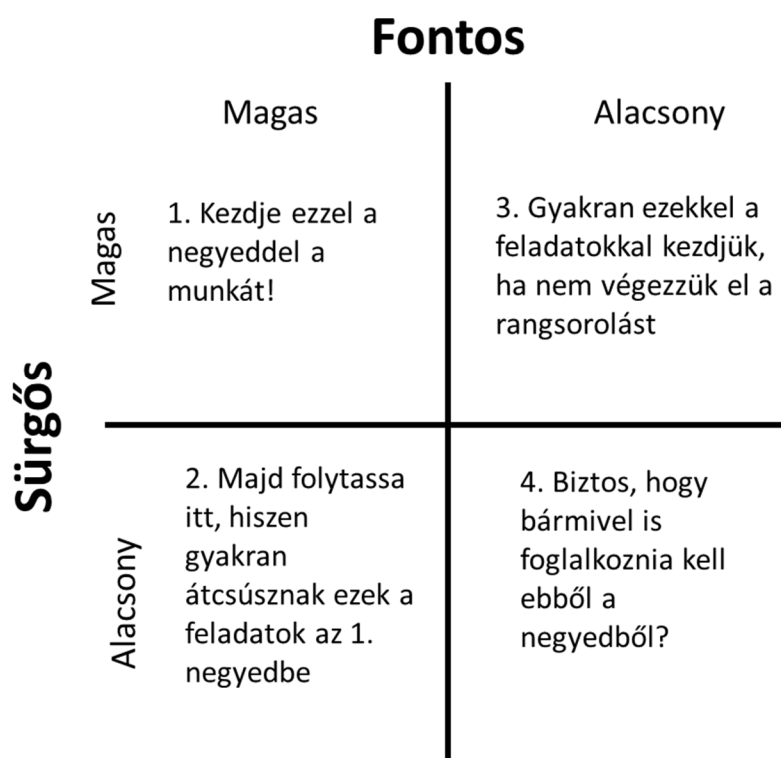 Fontos
Magas
Alacsony
Sürgős
Magas
1. Kezdje ezzel a
negyeddel a
munkát!
3. Gyakran ezekkel a
feladatokkal kezdjük,
ha nem végezzük el a
rangsorolást
Alacsony
2. Majd folytassa
itt, hiszen
gyakran
átcsúsznak ezek a
feladatok az 1.
negyedbe
4. Biztos, hogy
bármivel is
foglalkoznia kell
ebből a
negyedből?